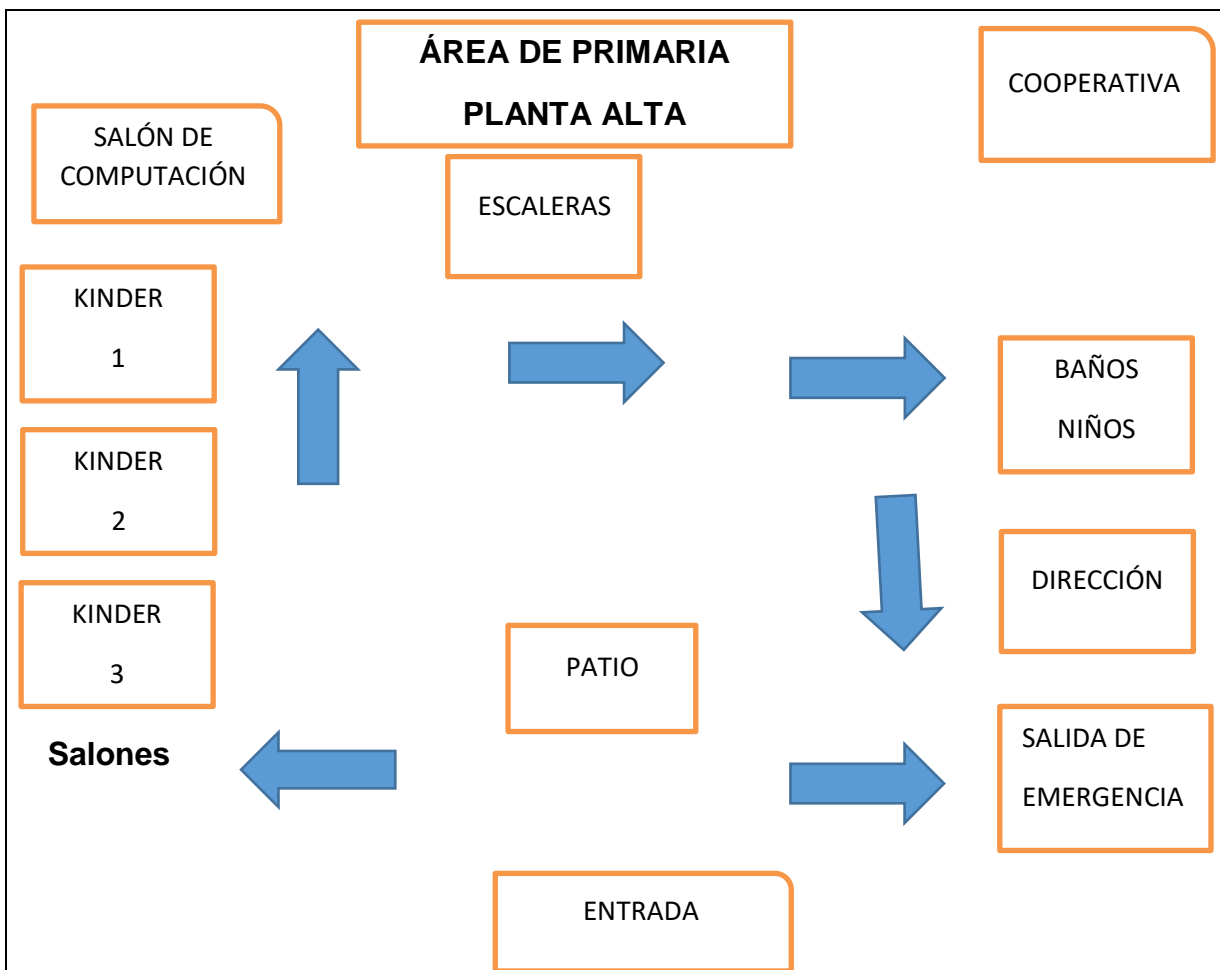 ÁREA DE PRIMARIA
PLANTA ALTA
COOPERATIVA
SALÓN DE
COMPUTACIÓN
ESCALERAS
KINDER
1
BAÑOS
NIÑOS
KINDER
2
DIRECCIÓN
KINDER
3
PATIO
Salones
SALIDA DE
EMERGENCIA
ENTRADA